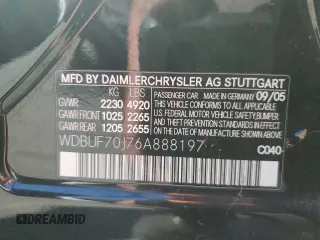 MFD BY DAIMLERCHRYSLER AG STUTTGART
KG LBS PASSENGER CAR MADE IN GERMANY 09/05
GVWR 2230 4920 THIS VEHICLE CONFORMS TO ALL APPLICABLE
GAWR FRONT 1025 2265 U.S. FEDERAL MOTOR VEHICLE SAFETY, BUMPER
GAWR REAR 1205 2655 AND THEFT PREVENTION STANDARDS IN EFFECT ON THE DATE OF MANUFACTURE SHOWN ABOVE.
WDBUF70J76A888197 C040
DREAMBID